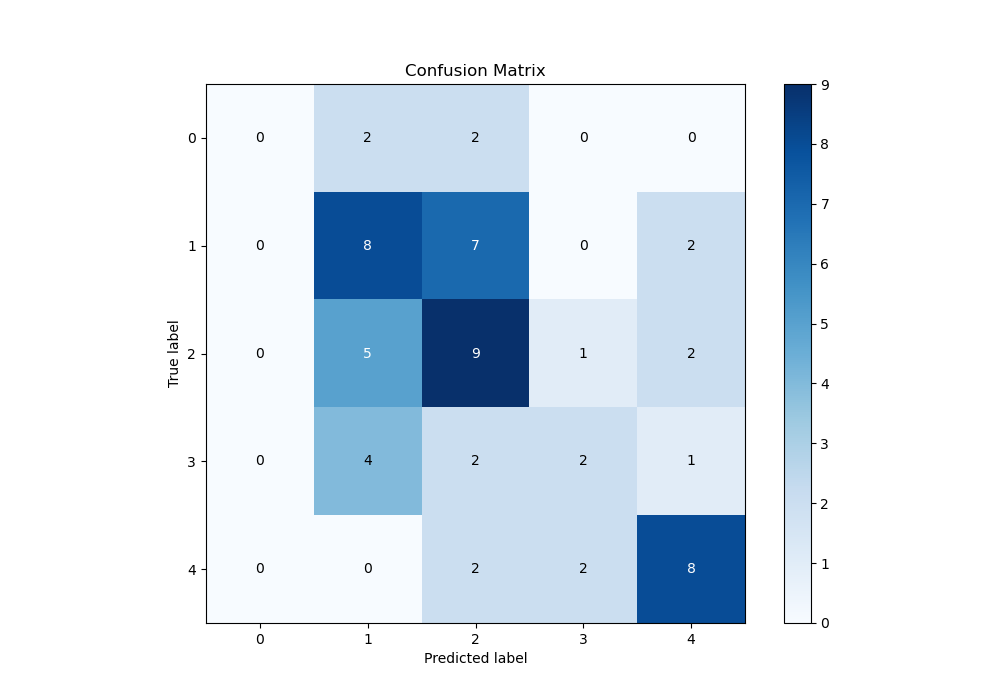 Confusion Matrix
0 0 2 2 0 0
1 0 8 7 0 2
2 0 5 9 1 2
3 0 4 2 2 1
4 0 0 2 2 8
0 1 2 3 4
Predicted label
True label
9
8
7
6
5
4
3
2
1
0